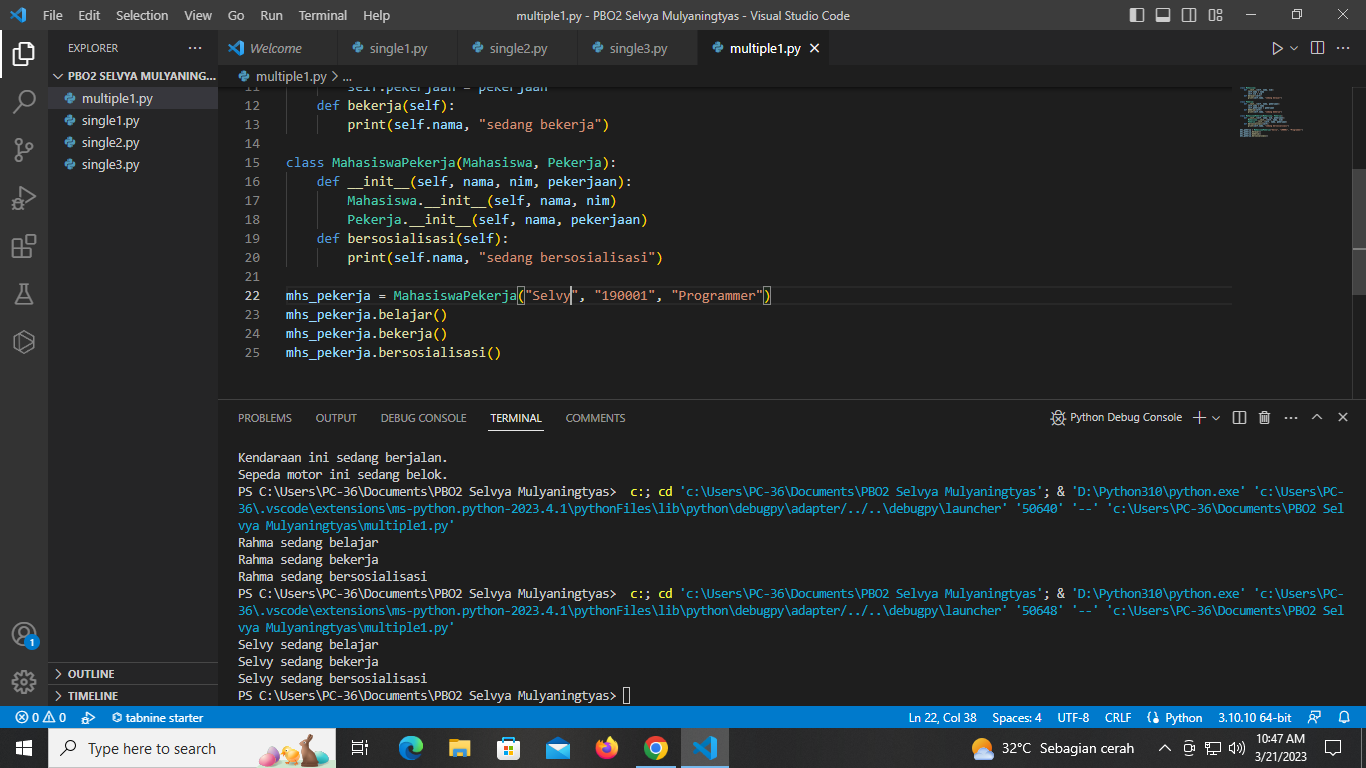 File Edit Selection View Go Run Terminal Help
multiple1.py - PBO2 Selvya Mulyaningtyas - Visual Studio Code
EXPLORER
PBO2 SELVYA MULYANING...
multiple1.py
single1.py
single2.py
single3.py
OUTLINE
TIMELINE
Welcome single1.py single2.py single3.py multiple1.py
multiple1.py > ...
11 self.pekerjaan = pekerjaan
12 def bekerja(self):
13 print(self.nama, "sedang bekerja")
14
15 class MahasiswaPekerja(Mahasiswa, Pekerja):
16 def __init__(self, nama, nim, pekerjaan):
17 Mahasiswa.__init__(self, nama, nim)
18 Pekerja.__init__(self, nama, pekerjaan)
19 def bersosialisasi(self):
20 print(self.nama, "sedang bersosialisasi")
21
22 mhs_pekerja = MahasiswaPekerja("Selvy", "190001", "Programmer")
23 mhs_pekerja.belajar()
24 mhs_pekerja.bekerja()
25 mhs_pekerja.bersosialisasi()
PROBLEMS OUTPUT DEBUG CONSOLE TERMINAL COMMENTS
Python Debug Console
Kendaraan ini sedang berjalan.
Sepeda motor ini sedang belok.
PS C:\Users\PC-36\Documents\PBO2 Selvya Mulyaningtyas> c:; cd 'c:\Users\PC-36\Documents\PBO2 Selvya Mulyaningtyas'; & 'D:\Python310\python.exe' 'c:\Users\PC-
36\.vscode\extensions\ms-python.python-2023.4.1\pythonFiles\lib\python\debugpy\adapter/../..\debugpy\launcher' '50640' '--' 'c:\Users\PC-36\Documents\PBO2 Sel
vya Mulyaningtyas\multiple1.py'
Rahma sedang belajar
Rahma sedang bekerja
Rahma sedang bersosialisasi
PS C:\Users\PC-36\Documents\PBO2 Selvya Mulyaningtyas> c:; cd 'c:\Users\PC-36\Documents\PBO2 Selvya Mulyaningtyas'; & 'D:\Python310\python.exe' 'c:\Users\PC-
36\.vscode\extensions\ms-python.python-2023.4.1\pythonFiles\lib\python\debugpy\adapter/../..\debugpy\launcher' '50648' '--' 'c:\Users\PC-36\Documents\PBO2 Sel
vya Mulyaningtyas\multiple1.py'
Selvy sedang belajar
Selvy sedang bekerja
Selvy sedang bersosialisasi
PS C:\Users\PC-36\Documents\PBO2 Selvya Mulyaningtyas>
1
0 0 tabnine starter
Ln 22, Col 38 Spaces: 4 UTF-8 CRLF Python 3.10.10 64-bit
Type here to search
32°C Sebagian cerah
10:47 AM
3/21/2023